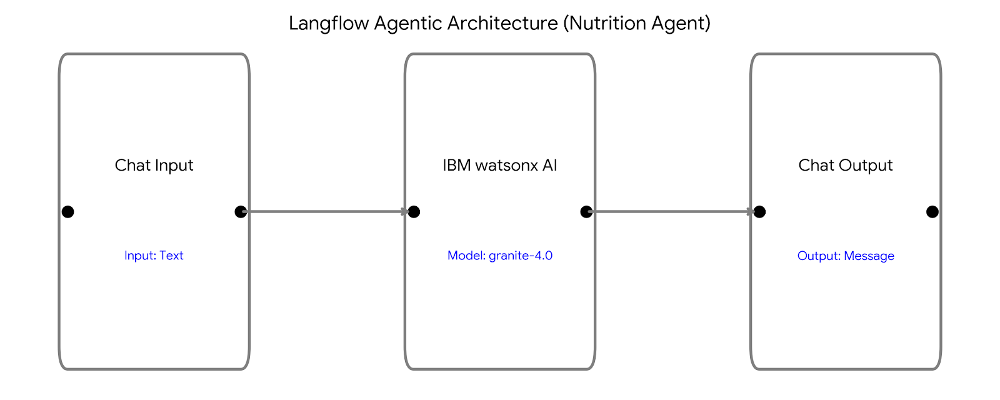 Langflow Agentic Architecture (Nutrition Agent)
Chat Input
Input: Text
IBM watsonx AI
Model: granite-4.0
Chat Output
Output: Message